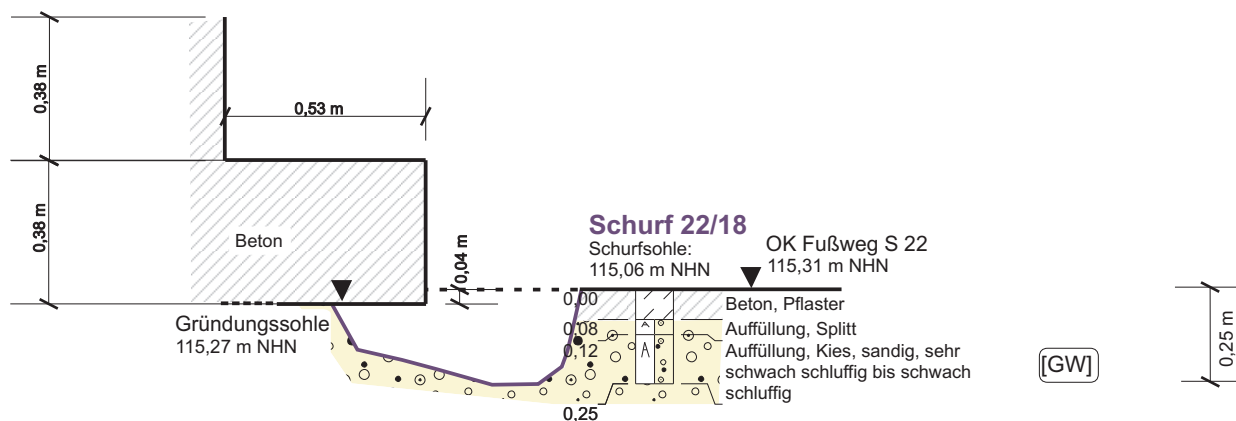 0,38 m
0,53 m
0,38 m
Beton
0,04 m
Schurf 22/18
Schurfsohle:
115,06 m NHN
OK Fußweg S 22
115,31 m NHN
Gründungssohle
115,27 m NHN
0,00
Beton, Pflaster
0,08
Auffüllung, Splitt
0,12
Auffüllung, Kies, sandig, sehr
schwach schluffig bis schwach
schluffig
A
A
[GW]
0,25 m
0,25